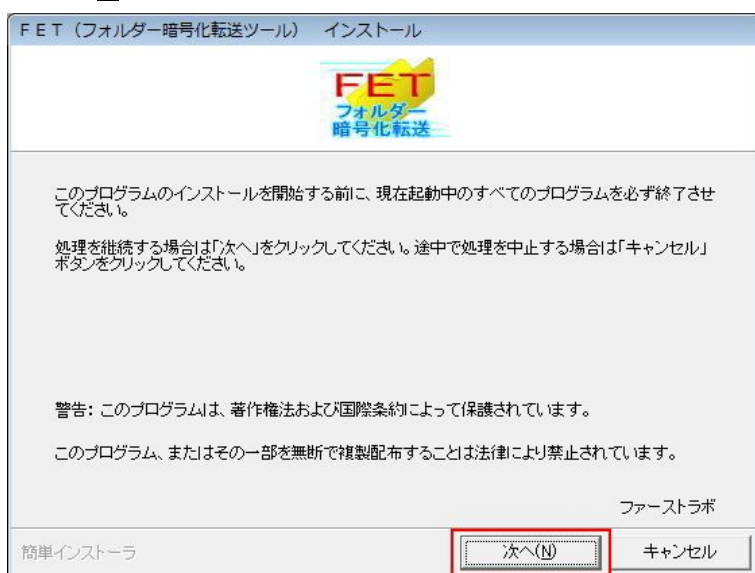 ＦＥＴ（フォルダー暗号化転送ツール）　インストール
FET
フォルダー
暗号化転送
このプログラムのインストールを開始する前に、現在起動中のすべてのプログラムを必ず終了させ
てください。
処理を継続する場合は「次へ」をクリックしてください。途中で処理を中止する場合は「キャンセル」
ボタンをクリックしてください。
警告: このプログラムは、著作権法および国際条約によって保護されています。
このプログラム、またはその一部を無断で複製配布することは法律により禁止されています。
ファーストラボ
簡単インストーラ
次へ(N)
キャンセル